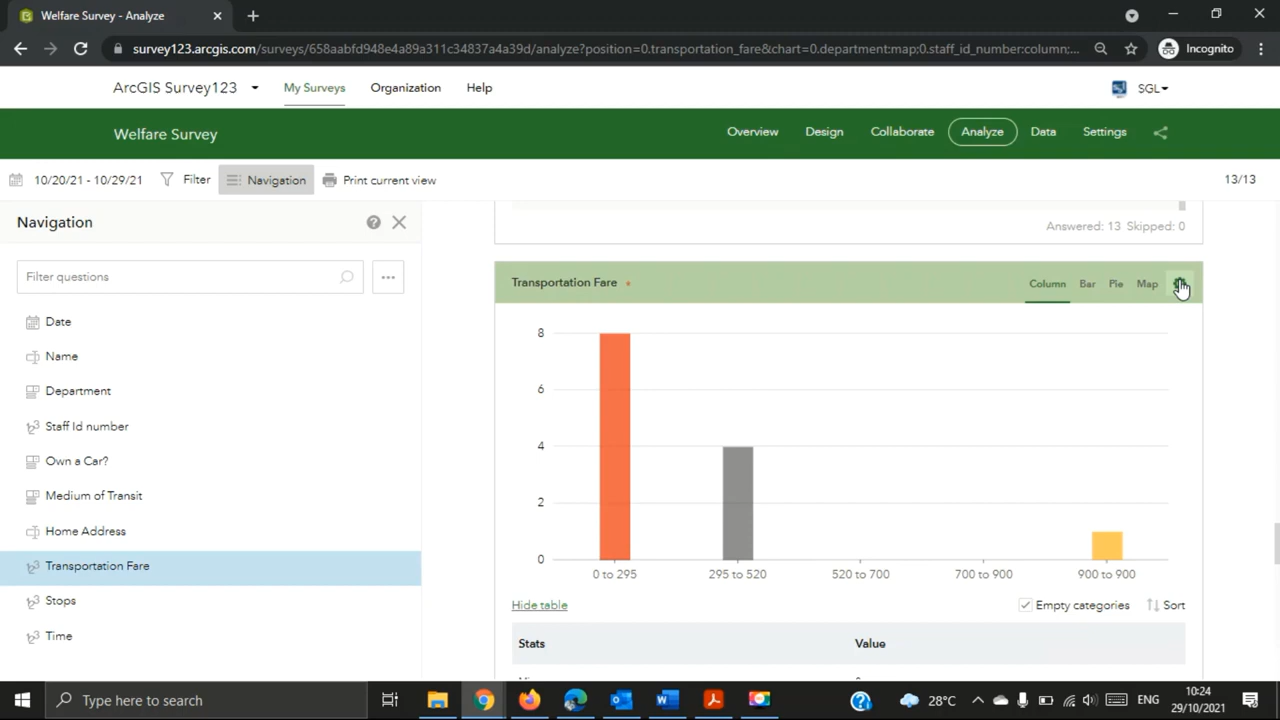 Welfare Survey - Analyze
survey123.arcgis.com/surveys/658aabfd948e4a89a311c34837a4a39d/analyze?position=0.transportation_fare&chart=0.department:map;0.staff_id_number:column;...
Incognito
ArcGIS Survey123
My Surveys
Organization
Help
SGL
Welfare Survey
Overview
Design
Collaborate
Analyze
Data
Settings
10/20/21 - 10/29/21
Filter
Navigation
Print current view
13/13
Navigation
Filter questions
Date
Name
Department
Staff Id number
Own a Car?
Medium of Transit
Home Address
Transportation Fare
Stops
Time
Answered: 13 Skipped: 0
Transportation Fare
Column Bar Pie Map
8
6
4
2
0
0 to 295 295 to 520 520 to 700 700 to 900 900 to 900
Hide table
Empty categories
Sort
Stats Value
Type here to search
28°C
ENG
10:24
29/10/2021